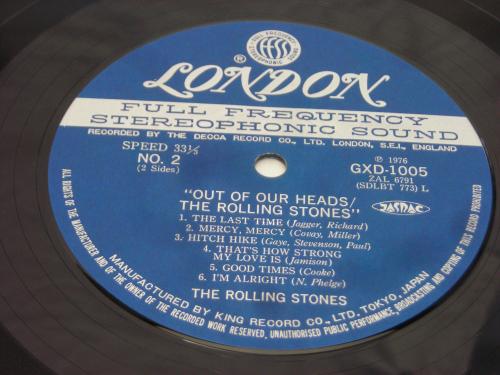 FULL FREQUENCY
ffss
STEREOPHONIC SOUND
® LONDON
FULL FREQUENCY
STEREOPHONIC SOUND
RECORDED BY THE DECCA RECORD CO., LTD. LONDON, S.E.I., ENGLAND
SPEED 33⅓
NO. 2
(2 Sides)
℗ 1976
GXD-1005
ZAL 6791
(SDLBT 773) L
JASRAC
"OUT OF OUR HEADS/
THE ROLLING STONES"
1. THE LAST TIME (Jagger, Richard)
2. MERCY, MERCY (Covay, Miller)
3. HITCH HIKE (Gaye, Stevenson, Paul)
4. THAT'S HOW STRONG
MY LOVE IS (Jamison)
5. GOOD TIMES (Cooke)
6. I'M ALRIGHT (N. Phelge)
THE ROLLING STONES
MANUFACTURED BY KING RECORD CO., LTD. TOKYO, JAPAN
ALL RIGHTS OF THE MANUFACTURER AND OF THE OWNER OF THE RECORDED WORK RESERVED, UNAUTHORISED PUBLIC PERFORMANCE, BROADCASTING AND COPYING OF THIS RECORD PROHIBITED